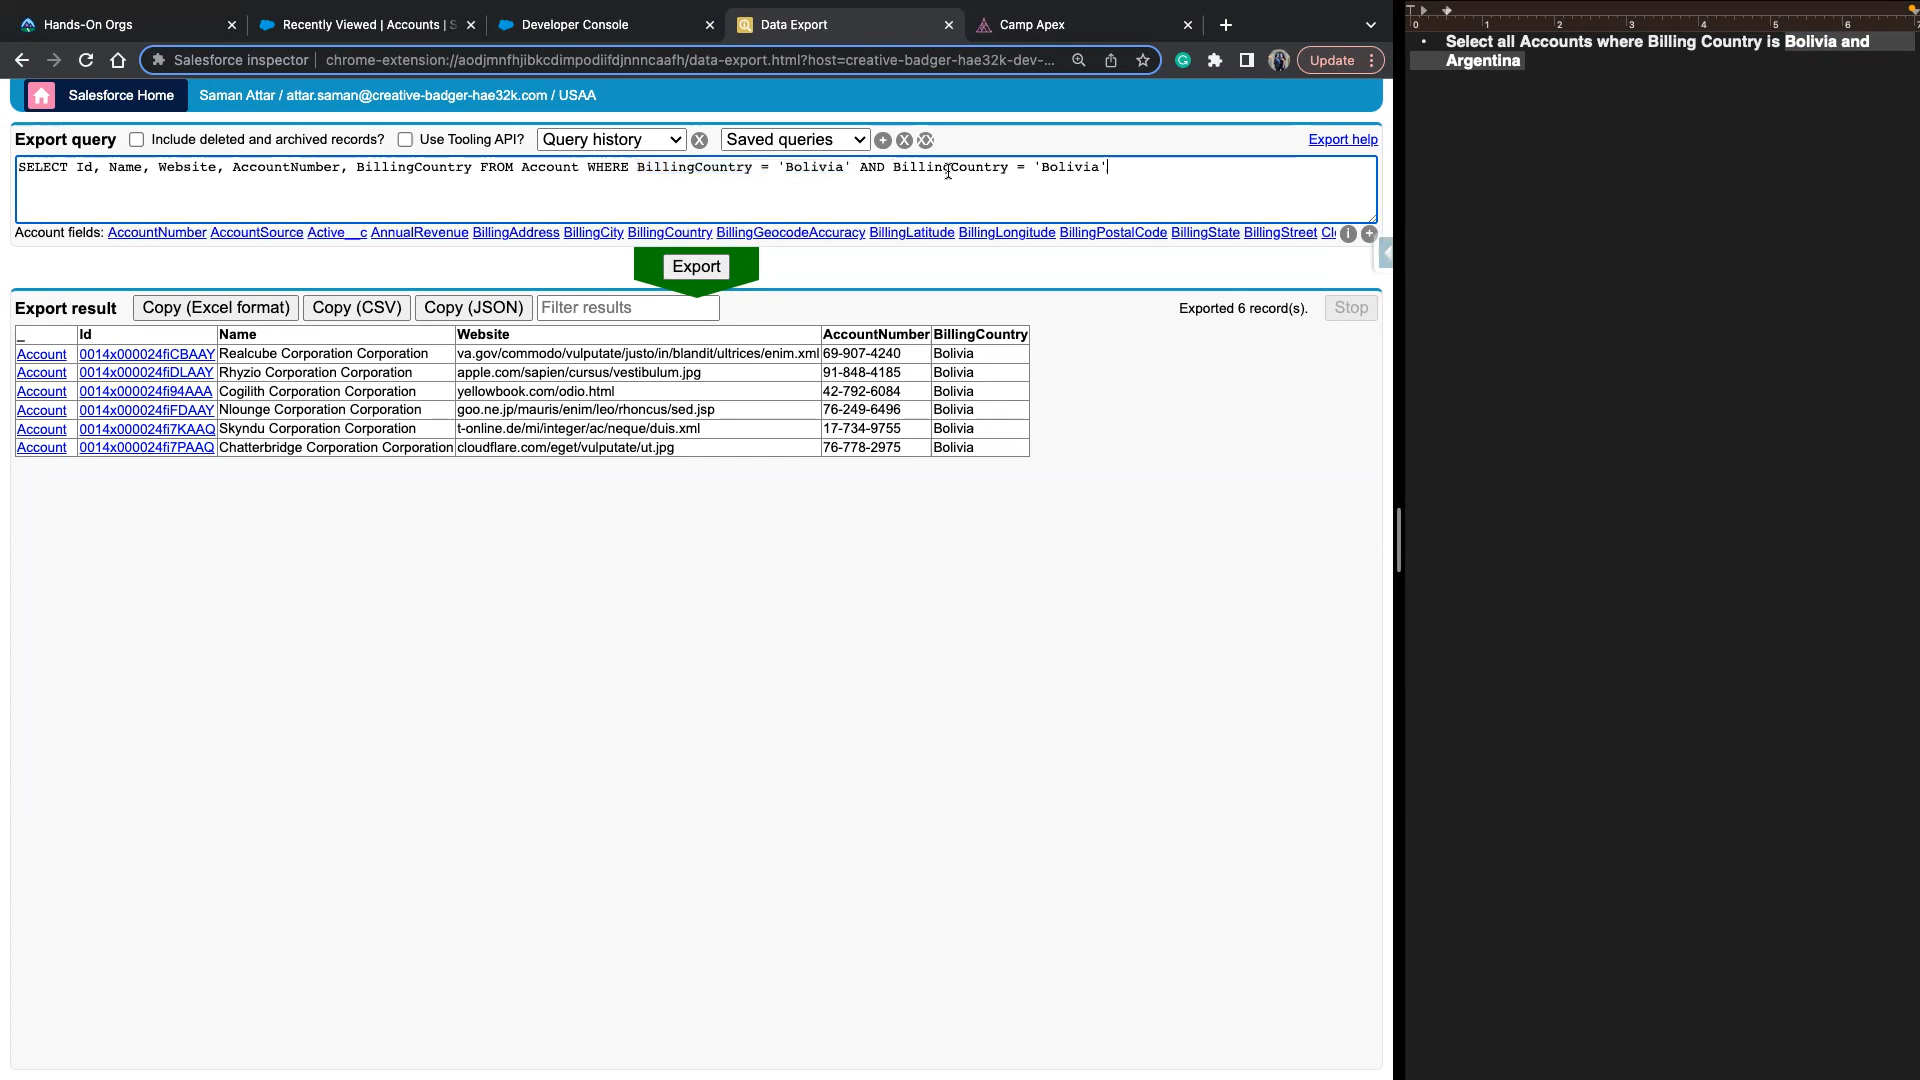 Hands-On Orgs
Recently Viewed | Accounts | S
Developer Console
Data Export
Camp Apex
Salesforce inspector
chrome-extension://aodjmnfhjibkcdimpodiifdjnnncaafh/data-export.html?host=creative-badger-hae32k-dev-...
Update
Salesforce Home
Saman Attar / attar.saman@creative-badger-hae32k.com / USAA
Export query
Include deleted and archived records?
Use Tooling API?
Query history
Saved queries
Export help
SELECT Id, Name, Website, AccountNumber, BillingCountry FROM Account WHERE BillingCountry = 'Bolivia' AND BillingCountry = 'Bolivia'
Account fields: AccountNumber AccountSource Active__c AnnualRevenue BillingAddress BillingCity BillingCountry BillingGeocodeAccuracy BillingLatitude BillingLongitude BillingPostalCode BillingState BillingStreet Cl
Export
Export result
Copy (Excel format)
Copy (CSV)
Copy (JSON)
Filter results
Exported 6 record(s).
Stop
_ Id Name Website AccountNumber BillingCountry
Account 0014x000024fiCBAAY Realcube Corporation Corporation va.gov/commodo/vulputate/justo/in/blandit/ultrices/enim.xml 69-907-4240 Bolivia
Account 0014x000024fiDLAAY Rhyzio Corporation Corporation apple.com/sapien/cursus/vestibulum.jpg 91-848-4185 Bolivia
Account 0014x000024fi94AAA Cogilith Corporation Corporation yellowbook.com/odio.html 42-792-6084 Bolivia
Account 0014x000024fiFDAAY Nlounge Corporation Corporation goo.ne.jp/mauris/enim/leo/rhoncus/sed.jsp 76-249-6496 Bolivia
Account 0014x000024fi7KAAQ Skyndu Corporation Corporation t-online.de/mi/integer/ac/neque/duis.xml 17-734-9755 Bolivia
Account 0014x000024fi7PAAQ Chatterbridge Corporation Corporation cloudflare.com/eget/vulputate/ut.jpg 76-778-2975 Bolivia
0 1 2 3 4 5 6 7
• Select all Accounts where Billing Country is Bolivia and
Argentina